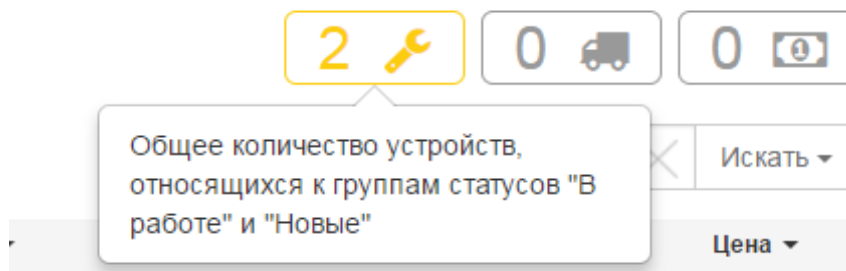 2 0 0
Общее количество устройств,
относящихся к группам статусов "В
работе" и "Новые"
Искать
Цена